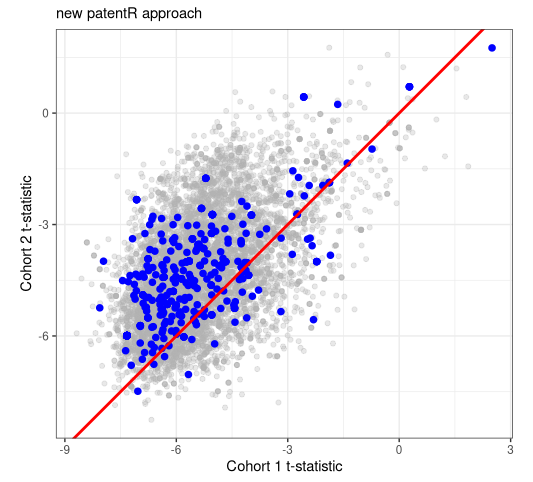 new patentR approach
0
-3
-6
Cohort 2 t-statistic
-9
-6
-3
0
3
Cohort 1 t-statistic